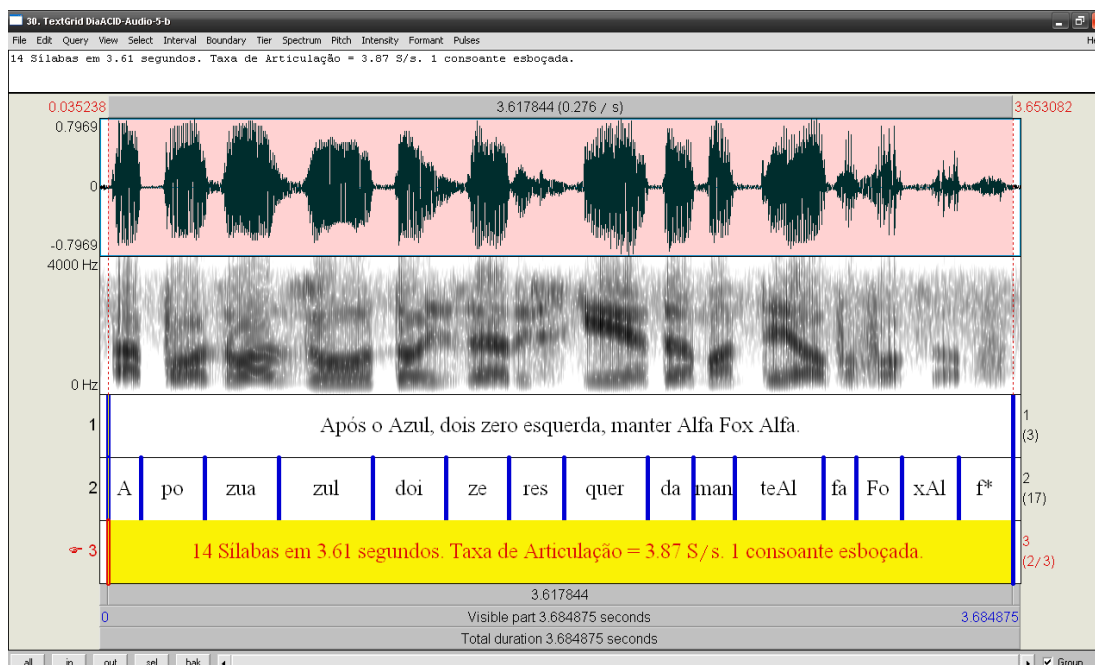 30. TextGrid DiaACID-Audio-5-b
File Edit Query View Select Interval Boundary Tier Spectrum Pitch Intensity Formant Pulses He
14 Sílabas em 3.61 segundos. Taxa de Articulação = 3.87 S/s. 1 consoante esboçada.
0.035238 3.617844 (0.276 / s) 3.653082
0.7969
0
-0.7969
4000 Hz
0 Hz
1 Após o Azul, dois zero esquerda, manter Alfa Fox Alfa. 1 (3)
2 A po zua zul doi ze res quer da man teAl fa Fo xAl f* 2 (17)
3 14 Sílabas em 3.61 segundos. Taxa de Articulação = 3.87 S/s. 1 consoante esboçada. 3 (2/3)
3.617844
0 Visible part 3.684875 seconds 3.684875
Total duration 3.684875 seconds
all in out sel bak Group